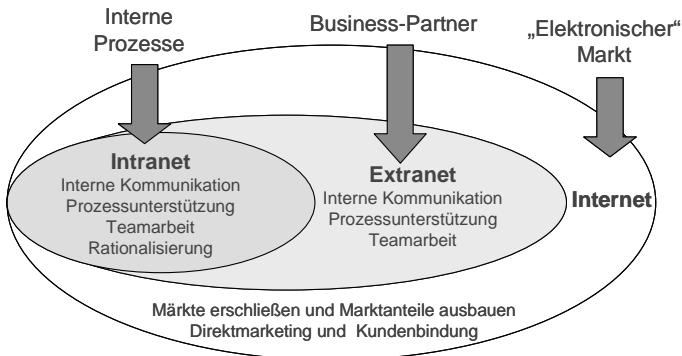 Interne
Prozesse
Business-Partner
„Elektronischer“
Markt
Intranet
Interne Kommunikation
Prozessunterstützung
Teamarbeit
Rationalisierung
Extranet
Interne Kommunikation
Prozessunterstützung
Teamarbeit
Internet
Märkte erschließen und Marktanteile ausbauen
Direktmarketing und Kundenbindung